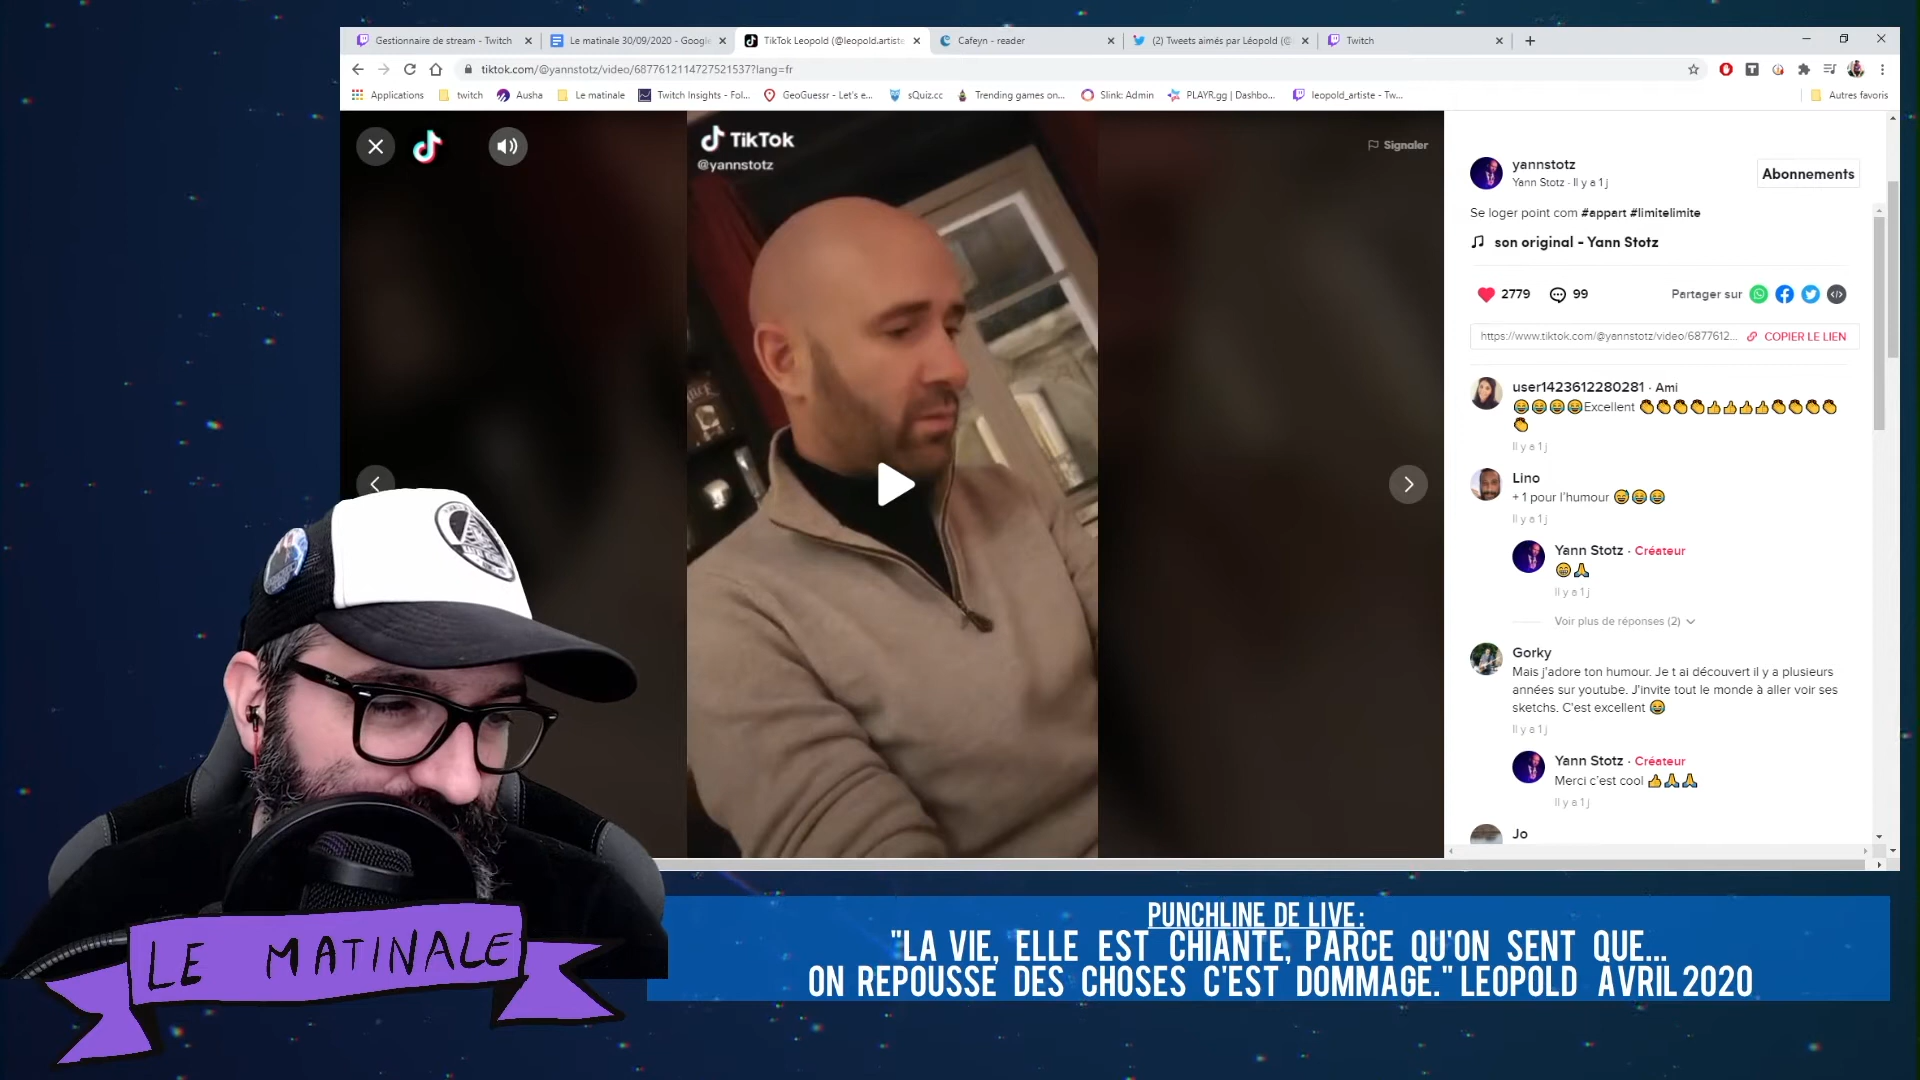 Gestionnaire de stream - Twitch
Le matinale 30/09/2020 - Google
TikTok Leopold (@leopold.artiste
Cafeyn - reader
(2) Tweets aimés par Léopold (@
Twitch
tiktok.com/@yannstotz/video/6877612114727521537?lang=fr
Applications
twitch
Ausha
Le matinale
Twitch Insights - Fol...
GeoGuessr - Let's e...
sQuiz.cc
Trending games on...
Slink: Admin
PLAYR.gg | Dashbo...
leopold_artiste - Tw...
Autres favoris
TikTok
@yannstotz
Signaler
yannstotz
Yann Stotz · Il y a 1 j
Abonnements
Se loger point com #appart #limitelimite
son original - Yann Stotz
2779
99
Partager sur
https://www.tiktok.com/@yannstotz/video/6877612...
COPIER LE LIEN
user1423612280281 · Ami
😂😂😂😂Excellent 👏👏👏👏👍👍👍👍👏👏👏👏
👏
Il y a 1 j
Lino
+ 1 pour l'humour 😅😂😂
Il y a 1 j
Yann Stotz · Créateur
😁🙏
Il y a 1 j
Voir plus de réponses (2)
Gorky
Mais j'adore ton humour. Je t ai découvert il y a plusieurs
années sur youtube. J'invite tout le monde à aller voir ses
sketchs. C'est excellent 😂
Il y a 1 j
Yann Stotz · Créateur
Merci c'est cool 👍🙏🙏
Il y a 1 j
Jo
LE MATINALE
PUNCHLINE DE LIVE :
"LA VIE, ELLE EST CHIANTE, PARCE QU'ON SENT QUE...
ON REPOUSSE DES CHOSES C'EST DOMMAGE." LEOPOLD AVRIL 2020